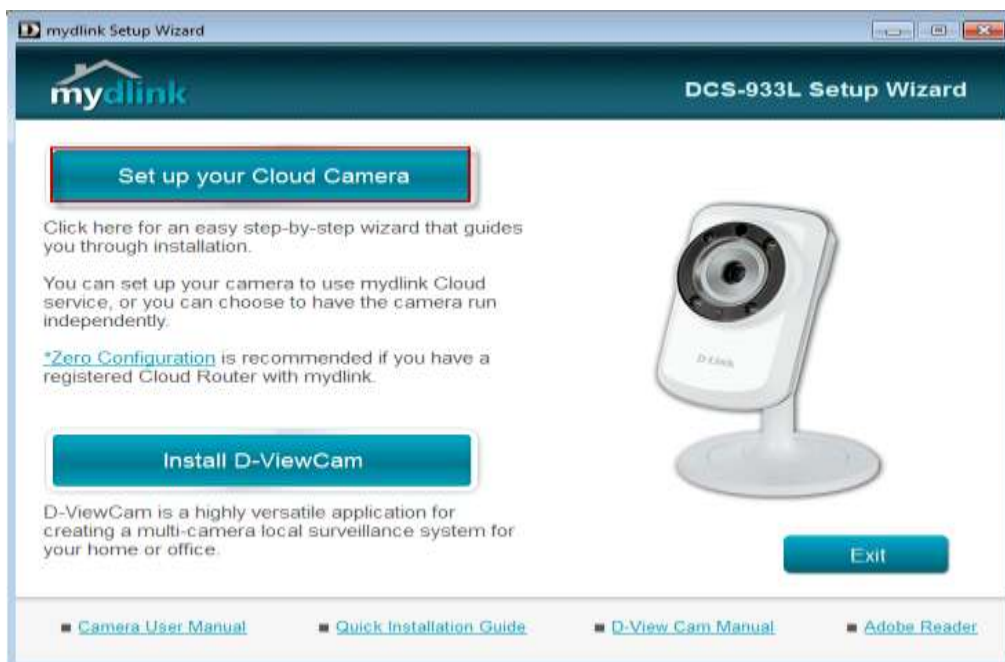 mydlink Setup Wizard
mydlink
DCS-933L Setup Wizard
Set up your Cloud Camera
Click here for an easy step-by-step wizard that guides
you through installation.
You can set up your camera to use mydlink Cloud
service, or you can choose to have the camera run
independently.
*Zero Configuration is recommended if you have a
registered Cloud Router with mydlink.
D-Link
Install D-ViewCam
D-ViewCam is a highly versatile application for
creating a multi-camera local surveillance system for
your home or office.
Exit
Camera User Manual
Quick Installation Guide
D-View Cam Manual
Adobe Reader